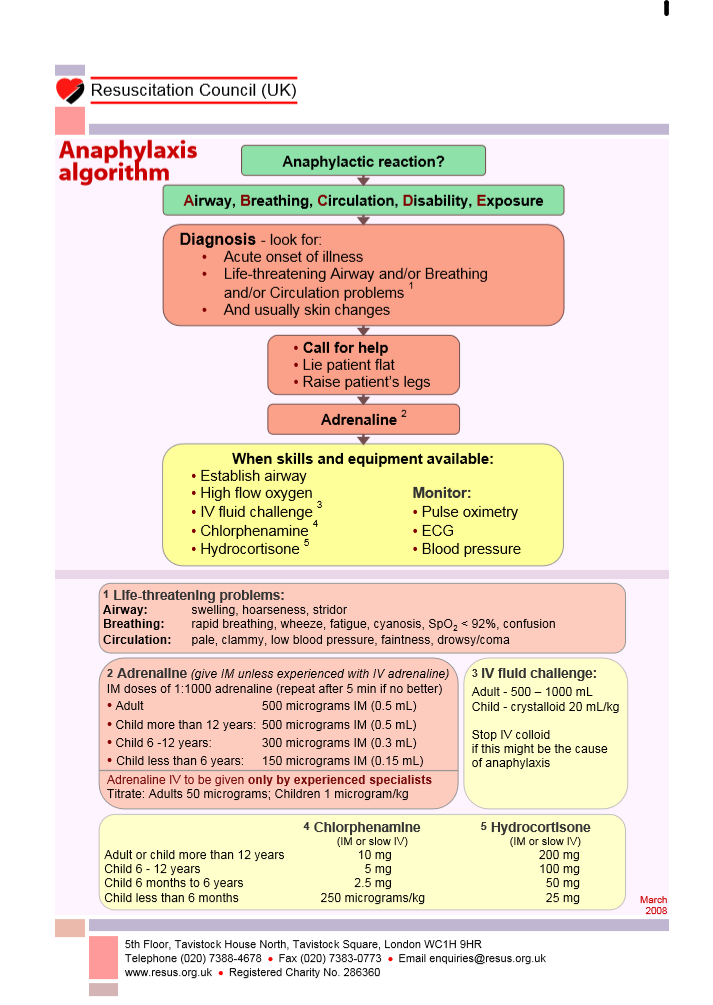 Resuscitation Council (UK)
Anaphylaxis
algorithm
Anaphylactic reaction?
Airway, Breathing, Circulation, Disability, Exposure
Diagnosis - look for:
• Acute onset of illness
• Life-threatening Airway and/or Breathing
and/or Circulation problems 1
• And usually skin changes
• Call for help
• Lie patient flat
• Raise patient's legs
Adrenaline 2
When skills and equipment available:
• Establish airway
• High flow oxygen
• IV fluid challenge 3
• Chlorphenamine 4
• Hydrocortisone 5
Monitor:
• Pulse oximetry
• ECG
• Blood pressure
1 Life-threatening problems:
Airway: swelling, hoarseness, stridor
Breathing: rapid breathing, wheeze, fatigue, cyanosis, SpO2 < 92%, confusion
Circulation: pale, clammy, low blood pressure, faintness, drowsy/coma
2 Adrenaline (give IM unless experienced with IV adrenaline)
IM doses of 1:1000 adrenaline (repeat after 5 min if no better)
• Adult 500 micrograms IM (0.5 mL)
• Child more than 12 years: 500 micrograms IM (0.5 mL)
• Child 6 -12 years: 300 micrograms IM (0.3 mL)
• Child less than 6 years: 150 micrograms IM (0.15 mL)
Adrenaline IV to be given only by experienced specialists
Titrate: Adults 50 micrograms; Children 1 microgram/kg
3 IV fluid challenge:
Adult - 500 – 1000 mL
Child - crystalloid 20 mL/kg
Stop IV colloid
if this might be the cause
of anaphylaxis
4 Chlorphenamine 5 Hydrocortisone
(IM or slow IV) (IM or slow IV)
Adult or child more than 12 years 10 mg 200 mg
Child 6 - 12 years 5 mg 100 mg
Child 6 months to 6 years 2.5 mg 50 mg
Child less than 6 months 250 micrograms/kg 25 mg
March
2008
5th Floor, Tavistock House North, Tavistock Square, London WC1H 9HR
Telephone (020) 7388-4678 • Fax (020) 7383-0773 • Email enquiries@resus.org.uk
www.resus.org.uk • Registered Charity No. 286360